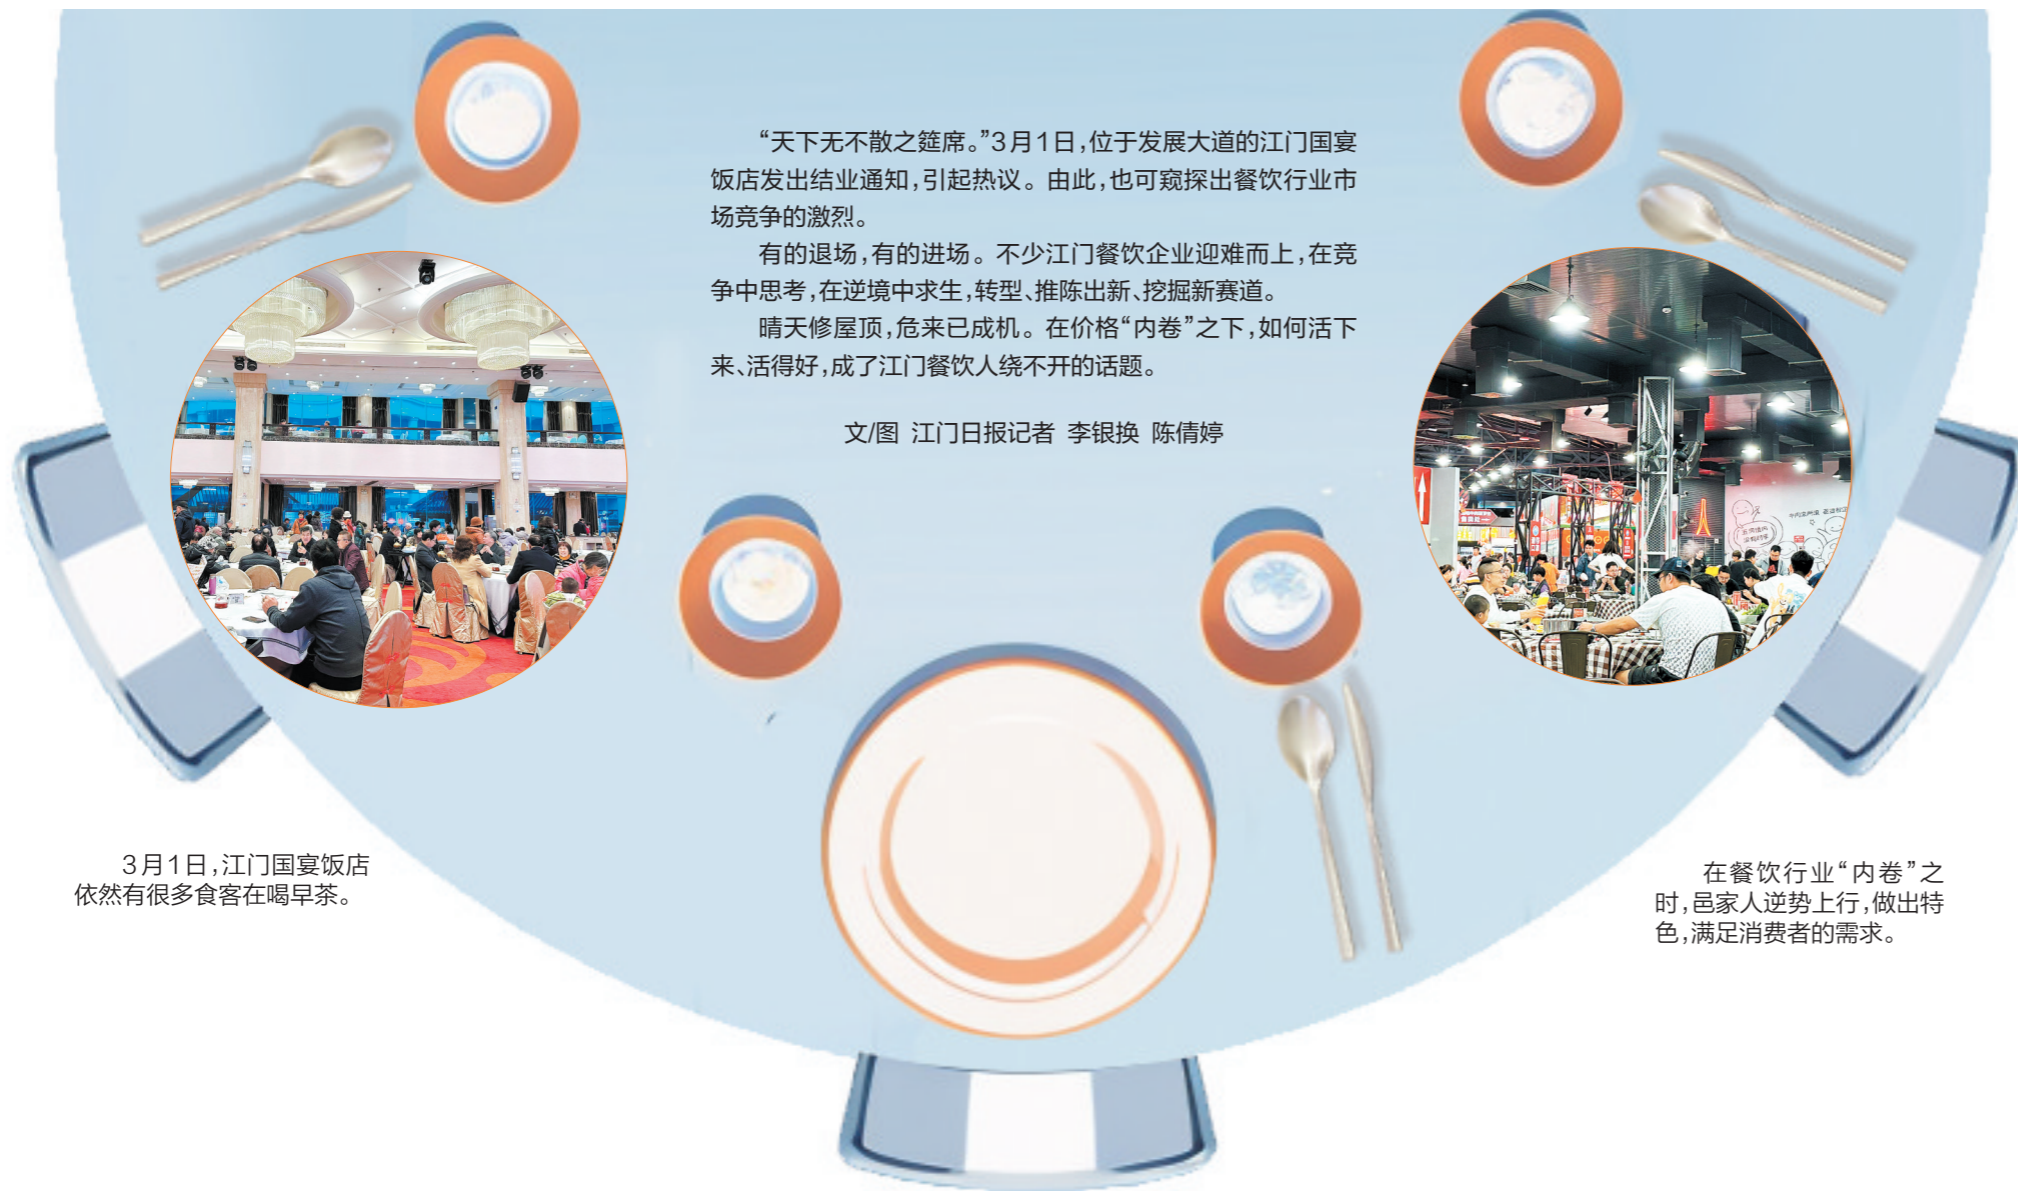 “天下无不散之筵席。”3月1日，位于发展大道的江门国宴
饭店发出结业通知，引起热议。由此，也可窥探出餐饮行业市
场竞争的激烈。
有的退场，有的进场。不少江门餐饮企业迎难而上，在竞
争中思考，在逆境中求生，转型、推陈出新、挖掘新赛道。
晴天修屋顶，危来已成机。在价格“内卷”之下，如何活下
来、活得好，成了江门餐饮人绕不开的话题。
文/图 江门日报记者 李银换 陈倩婷
3月1日，江门国宴饭店
依然有很多食客在喝早茶。
在餐饮行业“内卷”之
时，邑家人逆势上行，做出特
色，满足消费者的需求。